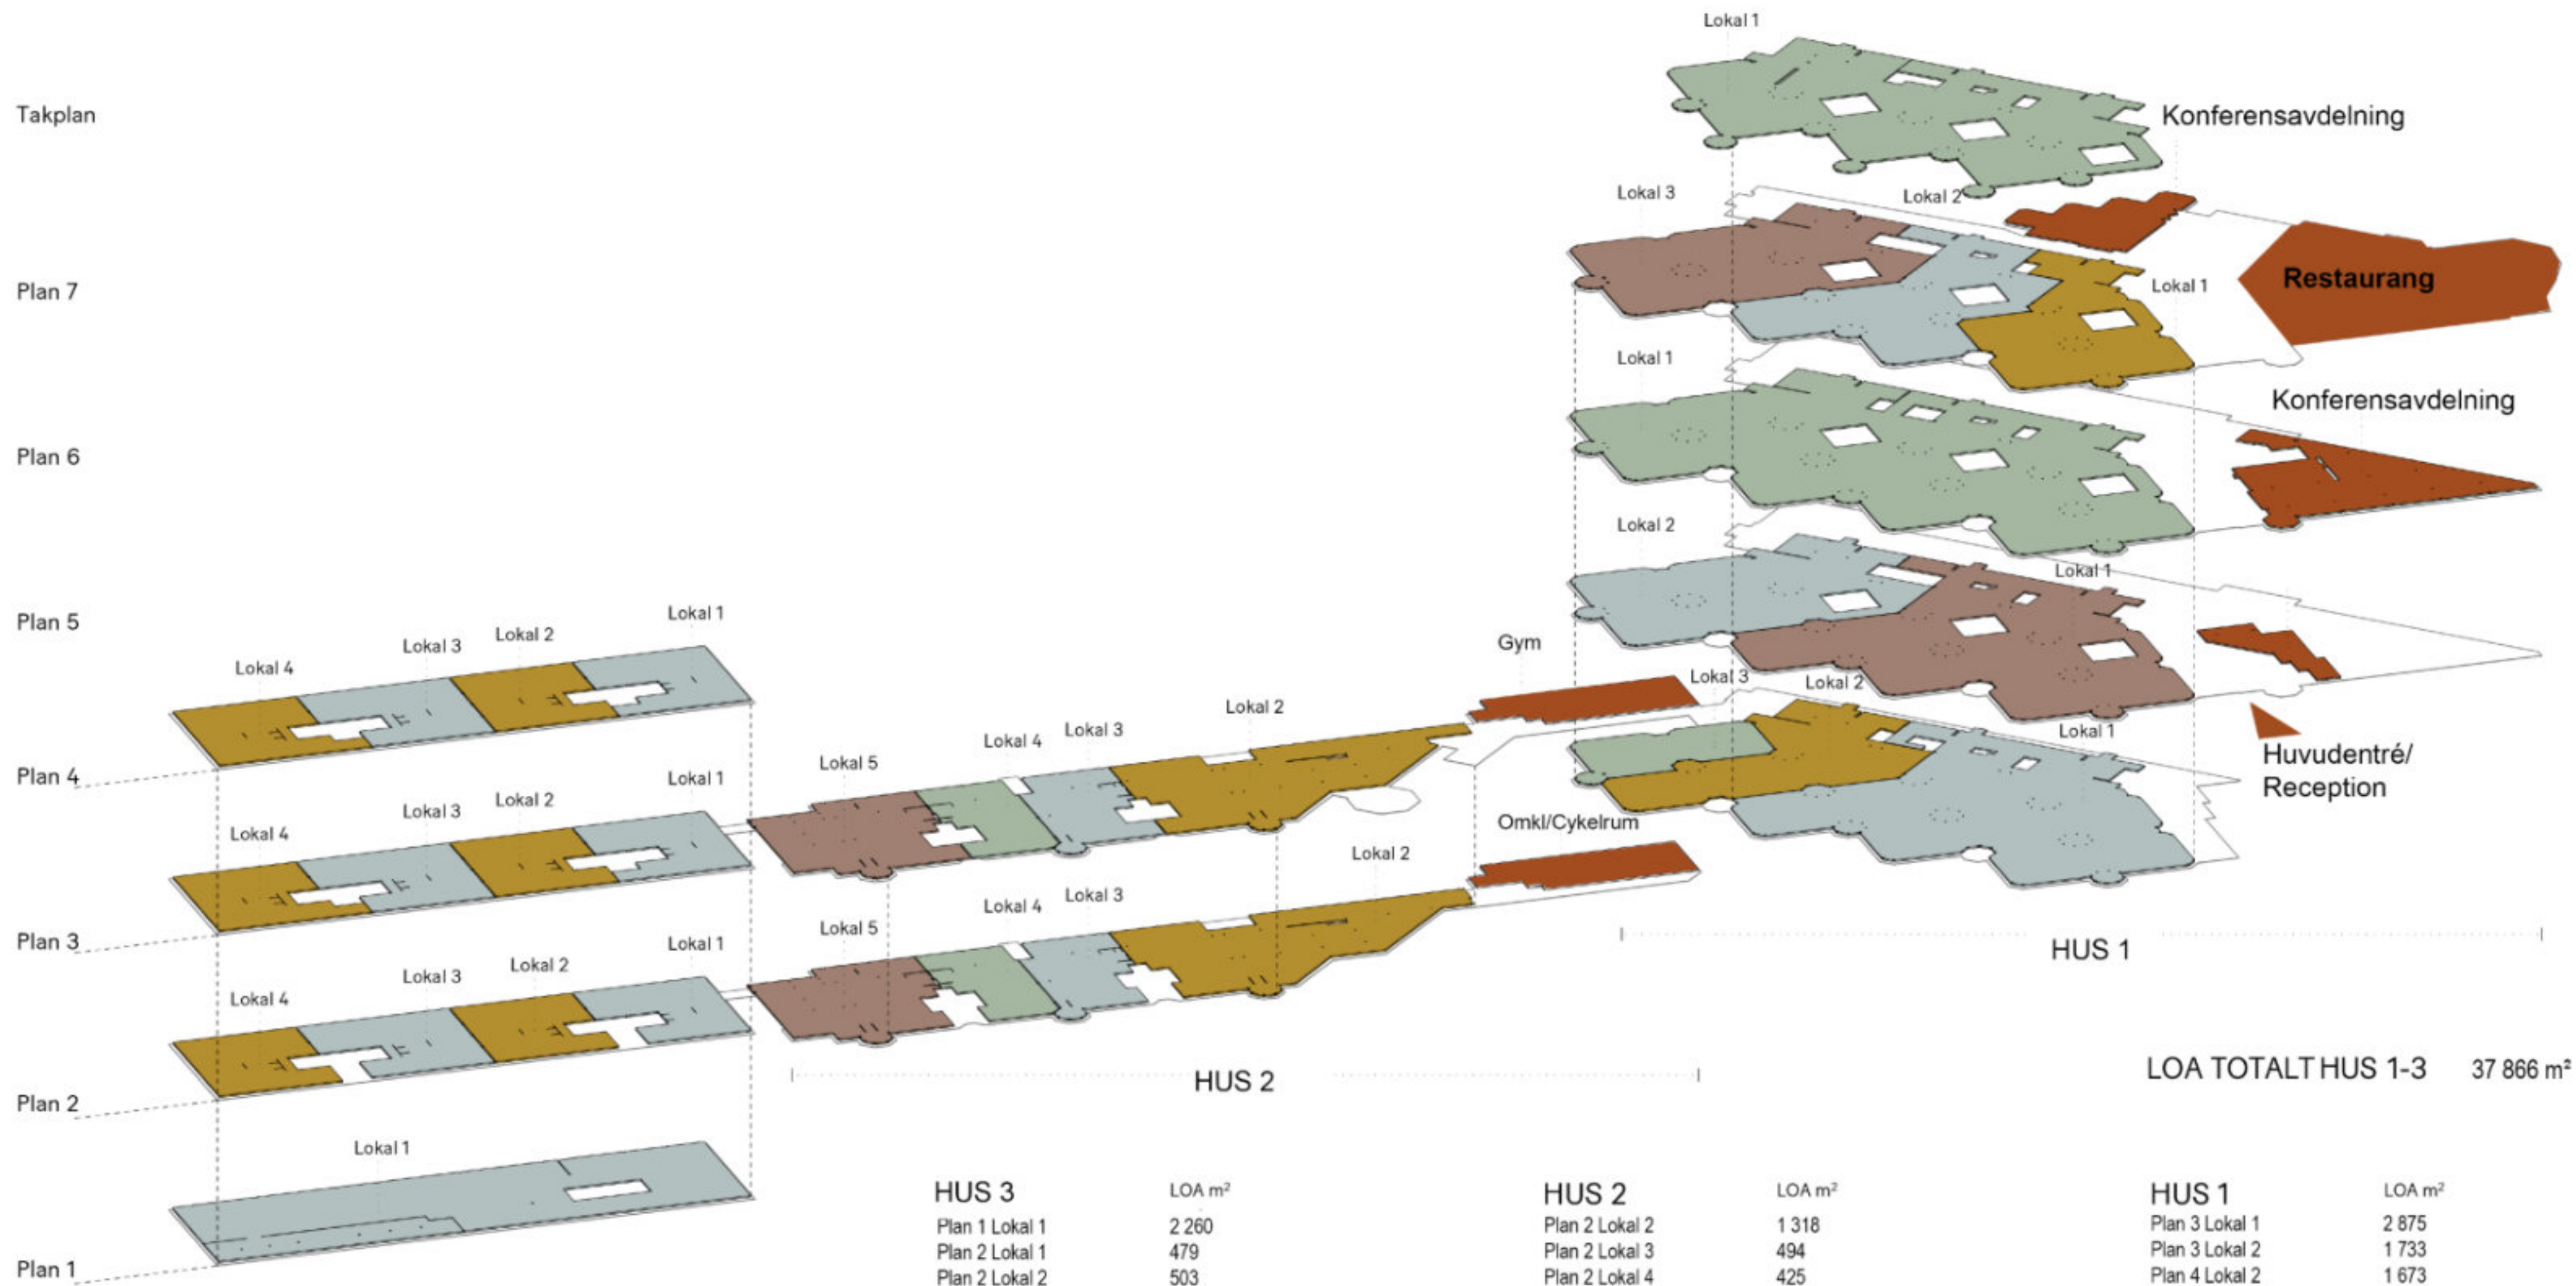 Lokal 1
Takplan
Konferensavdelning
Lokal 3
Lokal 2
Plan 7
Restaurang
Lokal 1
Lokal 1
Konferensavdelning
Plan 6
Lokal 2
Lokal 1
Plan 5
Lokal 1
Lokal 2
Lokal 3
Lokal 4
Gym
Lokal 3
Lokal 2
Lokal 1
Huvudentré/
Reception
Plan 4
Lokal 2
Lokal 3
Lokal 4
Lokal 5
Lokal 1
Lokal 2
Lokal 3
Lokal 4
Omkl/Cykelrum
Plan 3
Lokal 2
Lokal 3
Lokal 4
Lokal 5
Lokal 1
Lokal 2
Lokal 3
Lokal 4
HUS 1
Plan 2
HUS 2
LOA TOTALT HUS 1-3 37 866 m²
Lokal 1
Plan 1
HUS 3 LOA m²
Plan 1 Lokal 1 2 260
Plan 2 Lokal 1 479
Plan 2 Lokal 2 503
HUS 2 LOA m²
Plan 2 Lokal 2 1 318
Plan 2 Lokal 3 494
Plan 2 Lokal 4 425
HUS 1 LOA m²
Plan 3 Lokal 1 2 875
Plan 3 Lokal 2 1 733
Plan 4 Lokal 2 1 673